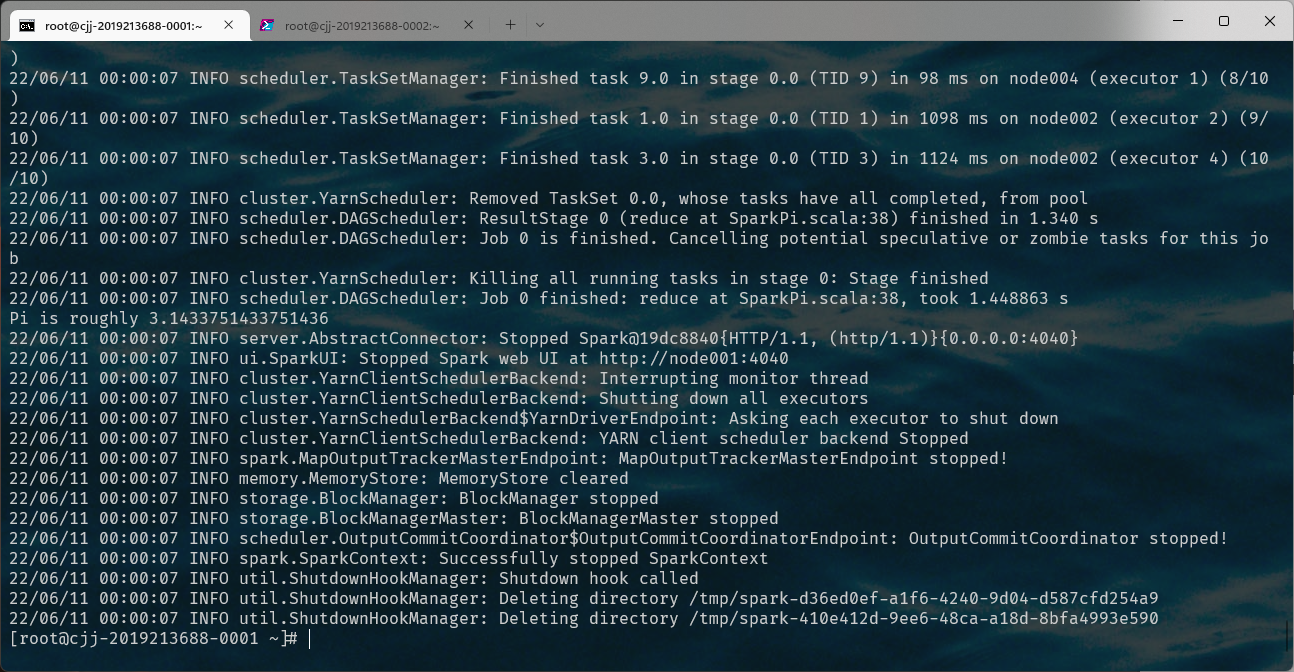 root@cjj-2019213688-0001:~
root@cjj-2019213688-0002:~
)
22/06/11 00:00:07 INFO scheduler.TaskSetManager: Finished task 9.0 in stage 0.0 (TID 9) in 98 ms on node004 (executor 1) (8/10
)
22/06/11 00:00:07 INFO scheduler.TaskSetManager: Finished task 1.0 in stage 0.0 (TID 1) in 1098 ms on node002 (executor 2) (9/
10)
22/06/11 00:00:07 INFO scheduler.TaskSetManager: Finished task 3.0 in stage 0.0 (TID 3) in 1124 ms on node002 (executor 4) (10
/10)
22/06/11 00:00:07 INFO cluster.YarnScheduler: Removed TaskSet 0.0, whose tasks have all completed, from pool
22/06/11 00:00:07 INFO scheduler.DAGScheduler: ResultStage 0 (reduce at SparkPi.scala:38) finished in 1.340 s
22/06/11 00:00:07 INFO scheduler.DAGScheduler: Job 0 is finished. Cancelling potential speculative or zombie tasks for this jo
b
22/06/11 00:00:07 INFO cluster.YarnScheduler: Killing all running tasks in stage 0: Stage finished
22/06/11 00:00:07 INFO scheduler.DAGScheduler: Job 0 finished: reduce at SparkPi.scala:38, took 1.448863 s
Pi is roughly 3.1433751433751436
22/06/11 00:00:07 INFO server.AbstractConnector: Stopped Spark@19dc8840{HTTP/1.1, (http/1.1)}{0.0.0.0:4040}
22/06/11 00:00:07 INFO ui.SparkUI: Stopped Spark web UI at http://node001:4040
22/06/11 00:00:07 INFO cluster.YarnClientSchedulerBackend: Interrupting monitor thread
22/06/11 00:00:07 INFO cluster.YarnClientSchedulerBackend: Shutting down all executors
22/06/11 00:00:07 INFO cluster.YarnSchedulerBackend$YarnDriverEndpoint: Asking each executor to shut down
22/06/11 00:00:07 INFO cluster.YarnClientSchedulerBackend: YARN client scheduler backend Stopped
22/06/11 00:00:07 INFO spark.MapOutputTrackerMasterEndpoint: MapOutputTrackerMasterEndpoint stopped!
22/06/11 00:00:07 INFO memory.MemoryStore: MemoryStore cleared
22/06/11 00:00:07 INFO storage.BlockManager: BlockManager stopped
22/06/11 00:00:07 INFO storage.BlockManagerMaster: BlockManagerMaster stopped
22/06/11 00:00:07 INFO scheduler.OutputCommitCoordinator$OutputCommitCoordinatorEndpoint: OutputCommitCoordinator stopped!
22/06/11 00:00:07 INFO spark.SparkContext: Successfully stopped SparkContext
22/06/11 00:00:07 INFO util.ShutdownHookManager: Shutdown hook called
22/06/11 00:00:07 INFO util.ShutdownHookManager: Deleting directory /tmp/spark-d36ed0ef-a1f6-4240-9d04-d587cfd254a9
22/06/11 00:00:07 INFO util.ShutdownHookManager: Deleting directory /tmp/spark-410e412d-9ee6-48ca-a18d-8bfa4993e590
[root@cjj-2019213688-0001 ~]#